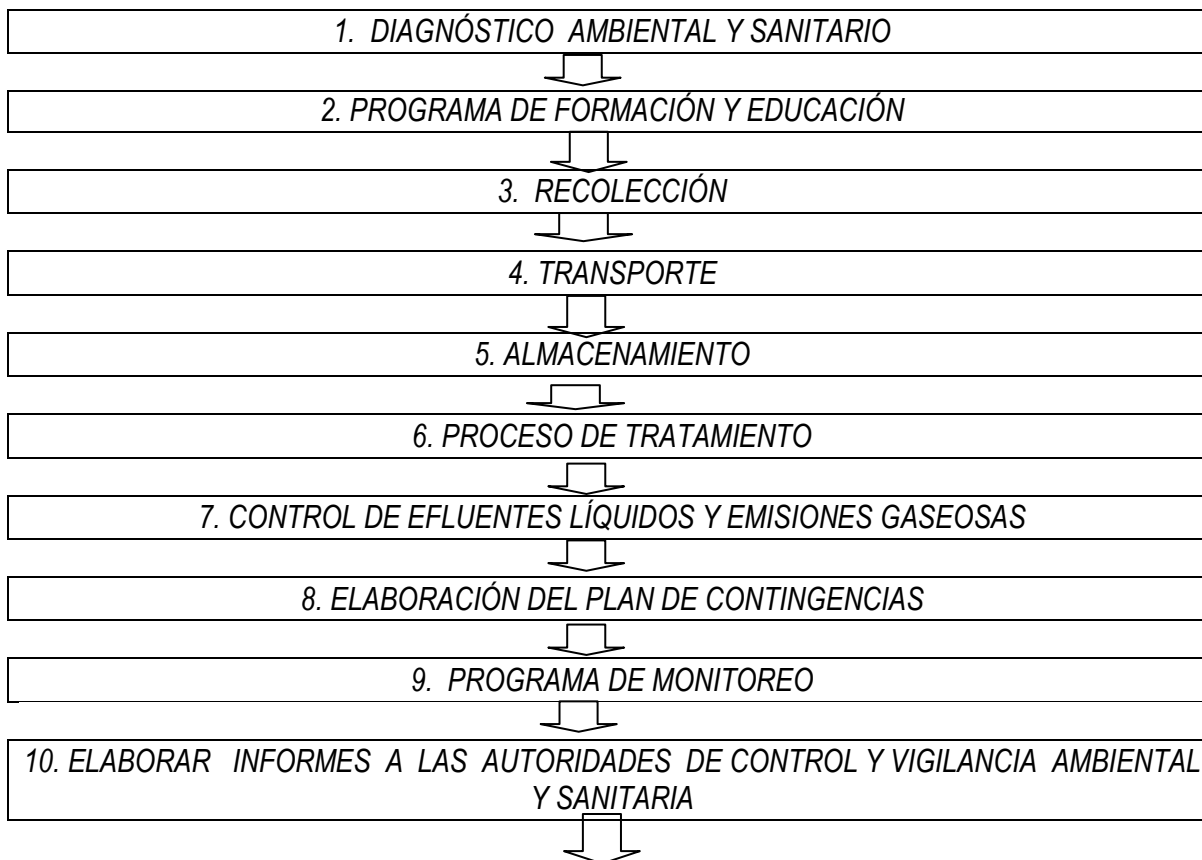 1. DIAGNÓSTICO AMBIENTAL Y SANITARIO
2. PROGRAMA DE FORMACIÓN Y EDUCACIÓN
3. RECOLECCIÓN
4. TRANSPORTE
5. ALMACENAMIENTO
6. PROCESO DE TRATAMIENTO
7. CONTROL DE EFLUENTES LÍQUIDOS Y EMISIONES GASEOSAS
8. ELABORACIÓN DEL PLAN DE CONTINGENCIAS
9. PROGRAMA DE MONITOREO
10. ELABORAR INFORMES A LAS AUTORIDADES DE CONTROL Y VIGILANCIA AMBIENTAL
Y SANITARIA